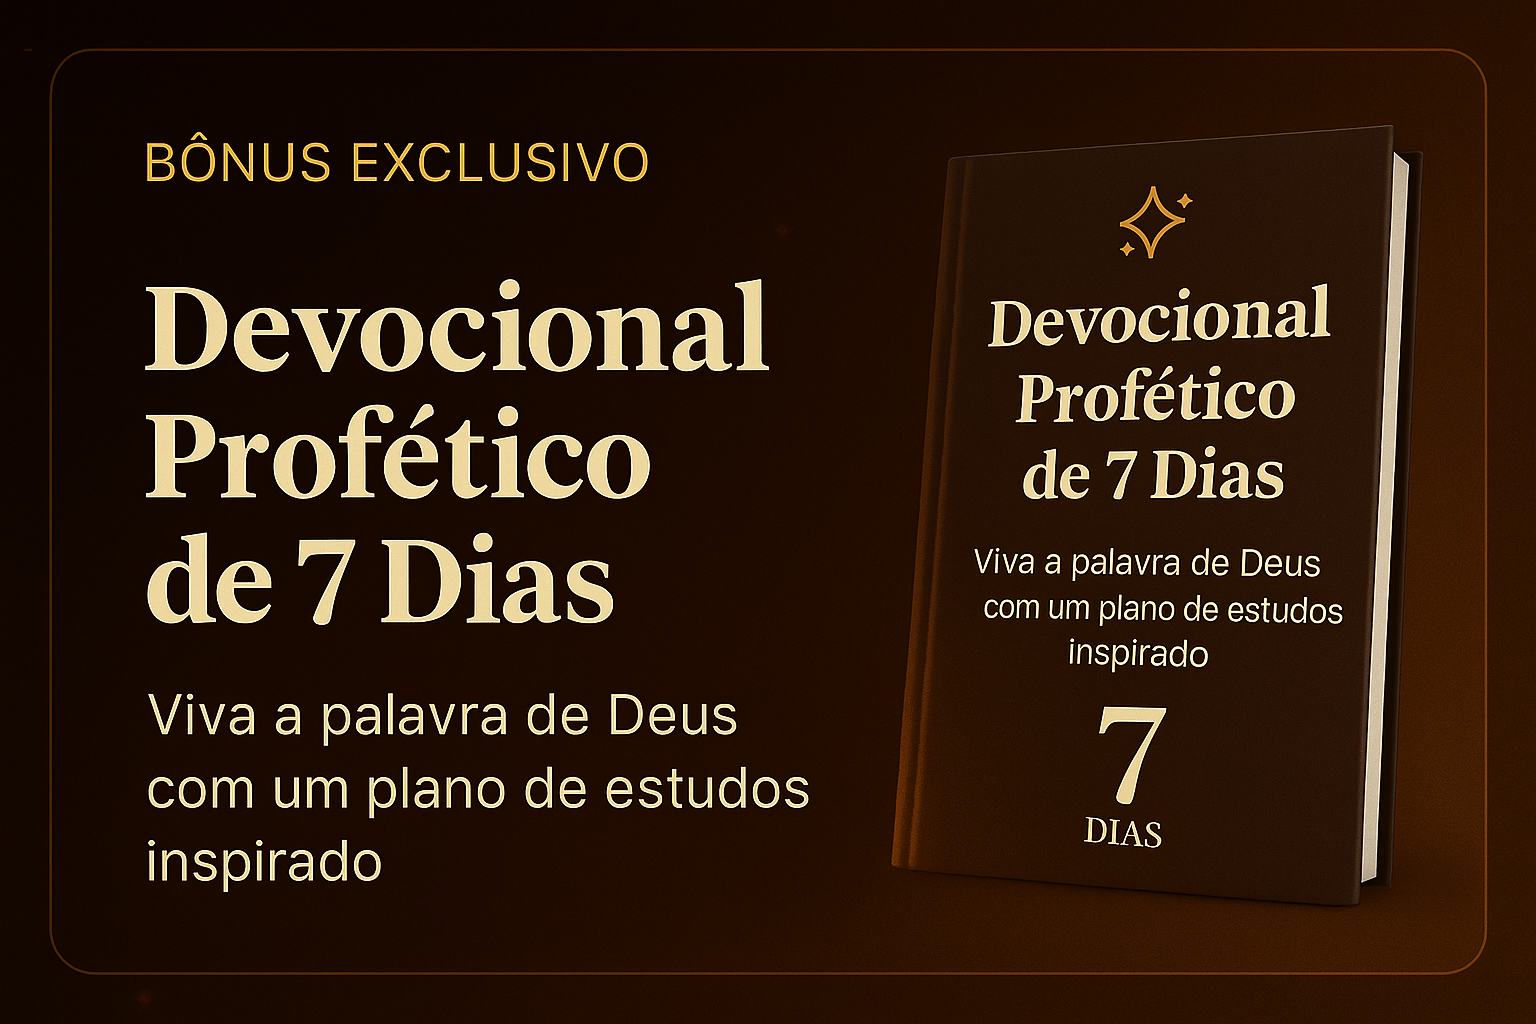 BÔNUS EXCLUSIVO
Devocional
Profético
de 7 Dias
Viva a palavra de Deus
com um plano de estudos
inspirado
Devocional
Profético
de 7 Dias
Viva a palavra de Deus
com um plano de estudos
inspirado
7
DIAS